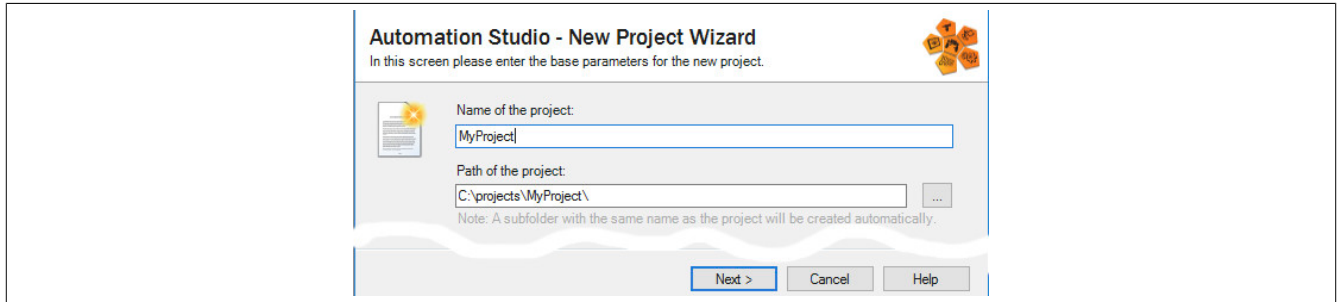 Automation Studio - New Project Wizard
In this screen please enter the base parameters for the new project.
Name of the project:
MyProject
Path of the project:
C:\projects\MyProject\
...
Note: A subfolder with the same name as the project will be created automatically.
Next >
Cancel
Help